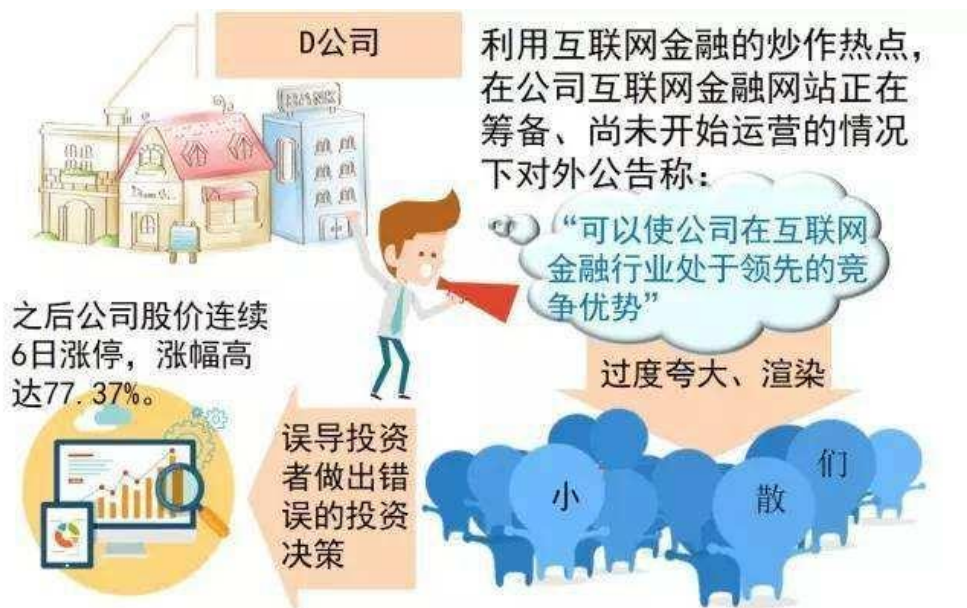 D公司
利用互联网金融的炒作热点，
在公司互联网金融网站正在
筹备、尚未开始运营的情况
下对外公告称：
“可以使公司在互联网
金融行业处于领先的竞
争优势”
过度夸大、渲染
小
散
们
误导投资
者做出错
误的投资
决策
之后公司股价连续
6日涨停，涨幅高
达77.37%。